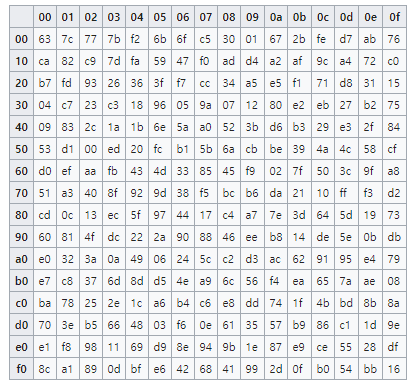 00 01 02 03 04 05 06 07 08 09 0a 0b 0c 0d 0e 0f
00 63 7c 77 7b f2 6b 6f c5 30 01 67 2b fe d7 ab 76
10 ca 82 c9 7d fa 59 47 f0 ad d4 a2 af 9c a4 72 c0
20 b7 fd 93 26 36 3f f7 cc 34 a5 e5 f1 71 d8 31 15
30 04 c7 23 c3 18 96 05 9a 07 12 80 e2 eb 27 b2 75
40 09 83 2c 1a 1b 6e 5a a0 52 3b d6 b3 29 e3 2f 84
50 53 d1 00 ed 20 fc b1 5b 6a cb be 39 4a 4c 58 cf
60 d0 ef aa fb 43 4d 33 85 45 f9 02 7f 50 3c 9f a8
70 51 a3 40 8f 92 9d 38 f5 bc b6 da 21 10 ff f3 d2
80 cd 0c 13 ec 5f 97 44 17 c4 a7 7e 3d 64 5d 19 73
90 60 81 4f dc 22 2a 90 88 46 ee b8 14 de 5e 0b db
a0 e0 32 3a 0a 49 06 24 5c c2 d3 ac 62 91 95 e4 79
b0 e7 c8 37 6d 8d d5 4e a9 6c 56 f4 ea 65 7a ae 08
c0 ba 78 25 2e 1c a6 b4 c6 e8 dd 74 1f 4b bd 8b 8a
d0 70 3e b5 66 48 03 f6 0e 61 35 57 b9 86 c1 1d 9e
e0 e1 f8 98 11 69 d9 8e 94 9b 1e 87 e9 ce 55 28 df
f0 8c a1 89 0d bf e6 42 68 41 99 2d 0f b0 54 bb 16